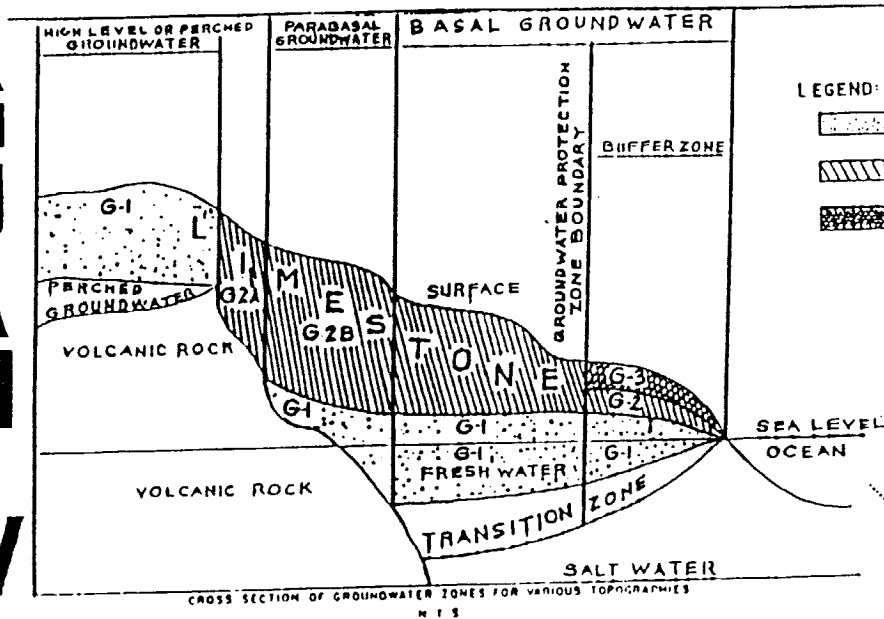 HIGH LEVEL OR PERCHED
GROUNDWATER
PARABASAL
GROUNDWATER
BASAL GROUNDWATER
GROUNDWATER PROTECTION
ZONE BOUNDARY
BUFFER ZONE
LEGEND:
G-1
LIMESTONE
G2A
G-2B
PERCHED
GROUNDWATER
VOLCANIC ROCK
SURFACE
G-3
G-2
G-1
G-1
G-1
G-1
FRESH WATER
SEA LEVEL
OCEAN
VOLCANIC ROCK
TRANSITION ZONE
SALT WATER
CROSS SECTION OF GROUNDWATER ZONES FOR VARIOUS TOPOGRAPHIES
N T S